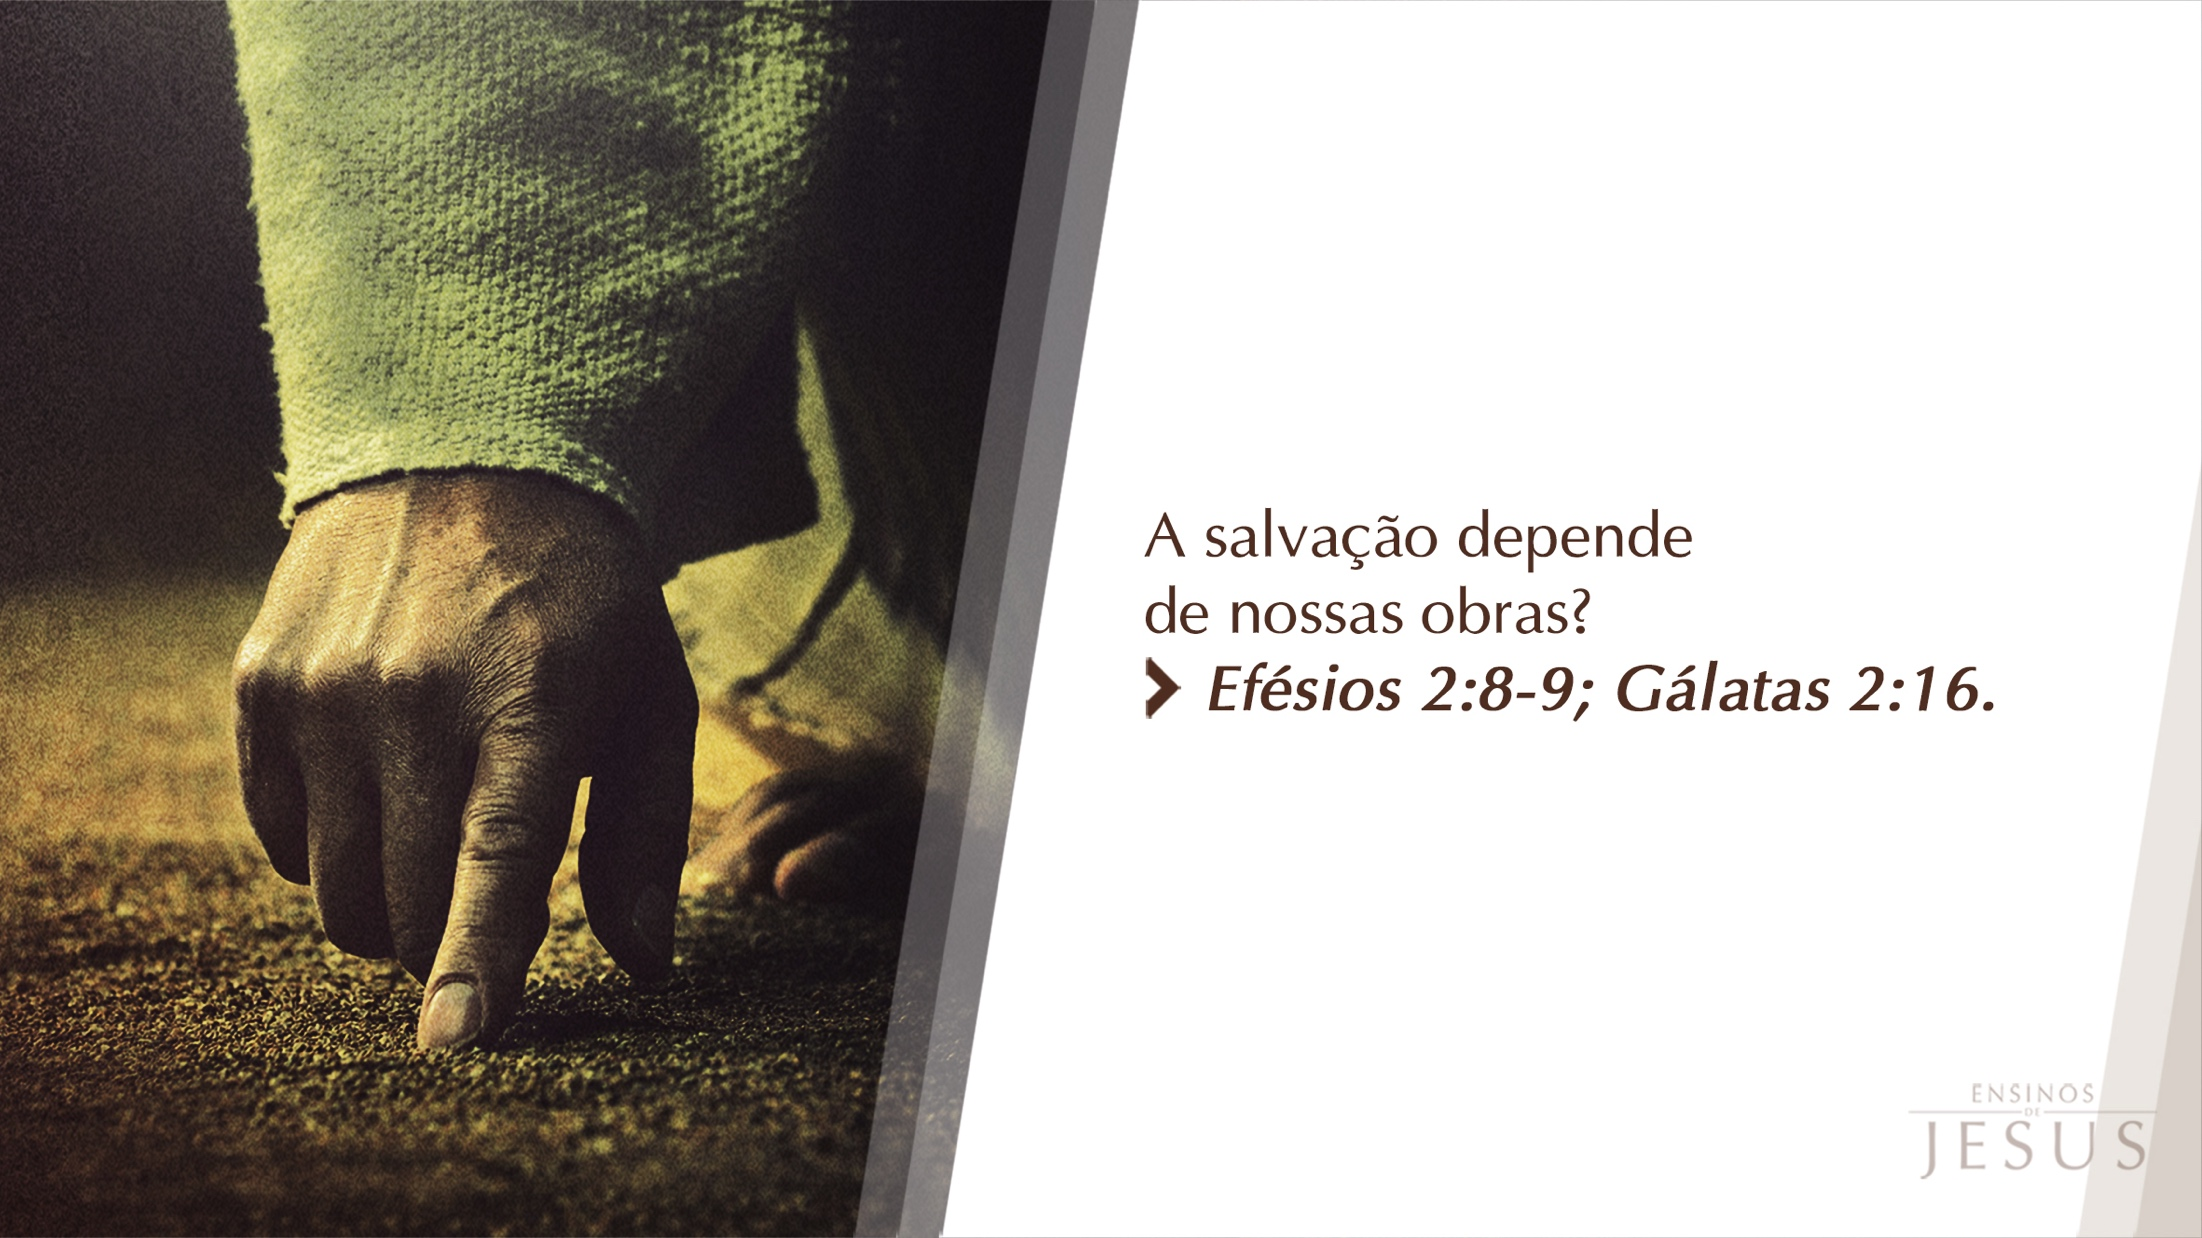 A salvação depende
de nossas obras?
Efésios 2:8-9; Gálatas 2:16.
ENSINOS
DE
JESUS